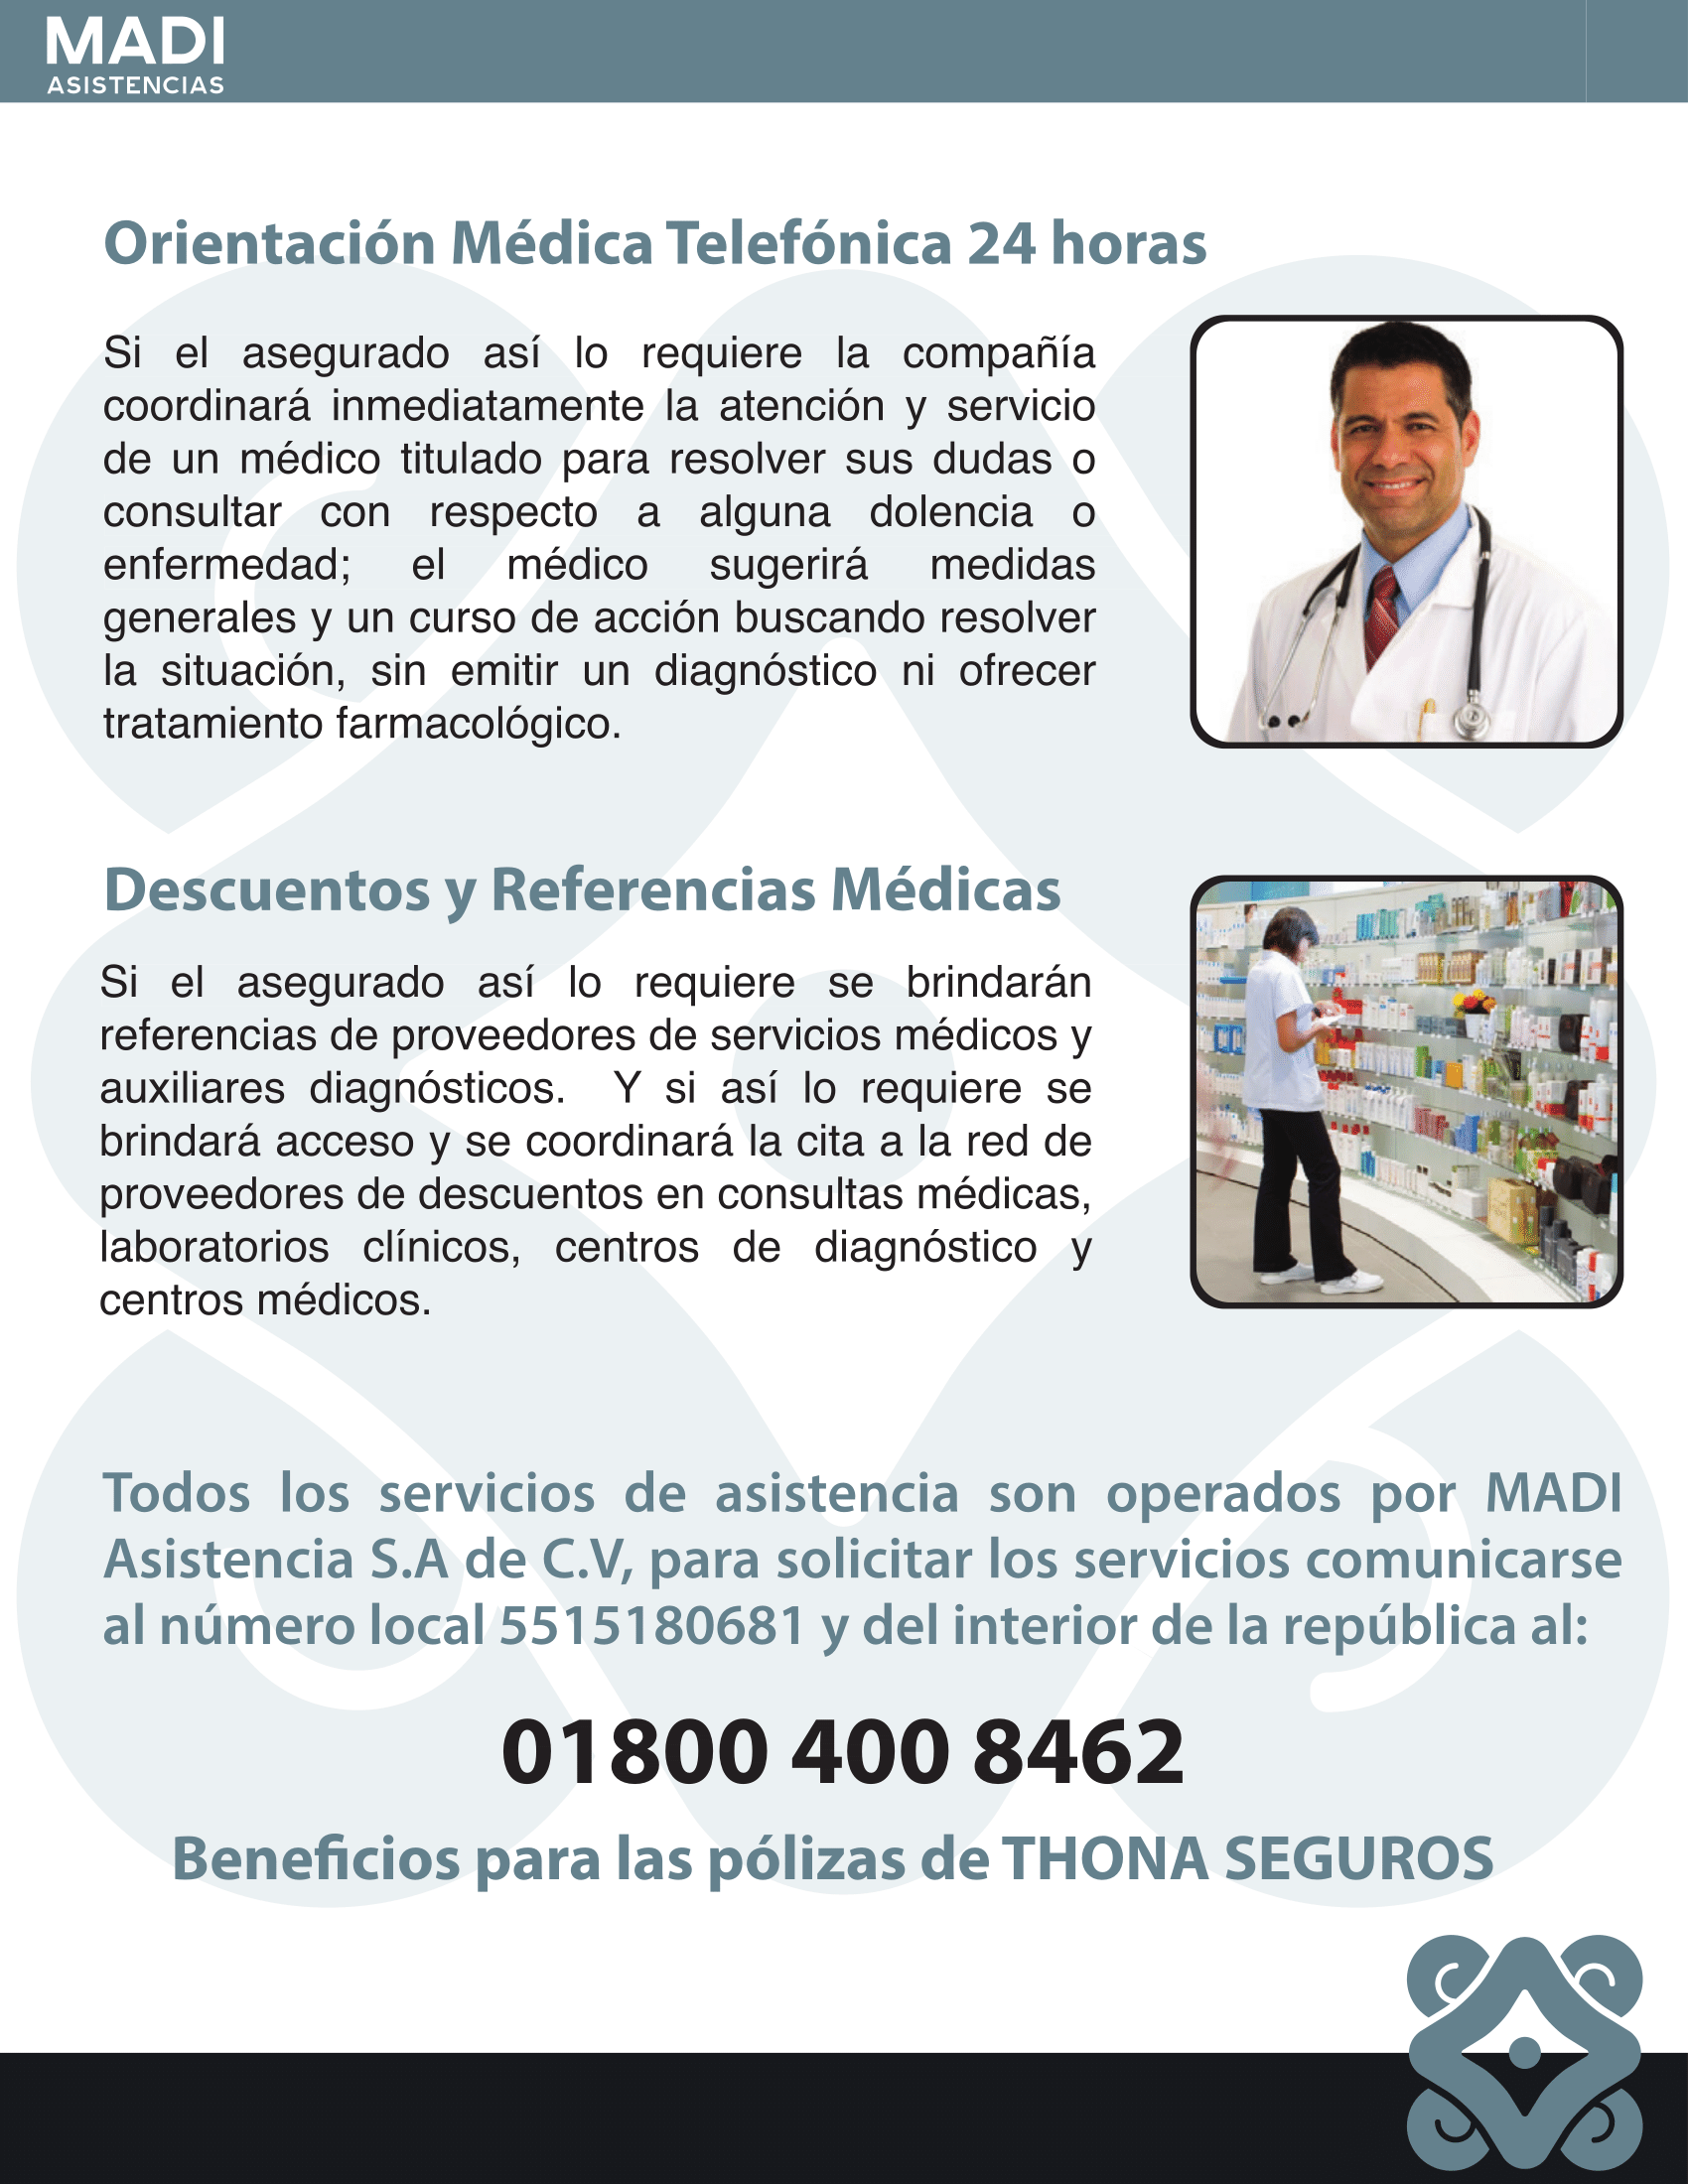 MADI
ASISTENCIAS
Orientación Médica Telefónica 24 horas
Si el asegurado así lo requiere la compañía
coordinará inmediatamente la atención y servicio
de un médico titulado para resolver sus dudas o
consultar con respecto a alguna dolencia o
enfermedad; el médico sugerirá medidas
generales y un curso de acción buscando resolver
la situación, sin emitir un diagnóstico ni ofrecer
tratamiento farmacológico.
Descuentos y Referencias Médicas
Si el asegurado así lo requiere se brindarán
referencias de proveedores de servicios médicos y
auxiliares diagnósticos. Y si así lo requiere se
brindará acceso y se coordinará la cita a la red de
proveedores de descuentos en consultas médicas,
laboratorios clínicos, centros de diagnóstico y
centros médicos.
Todos los servicios de asistencia son operados por MADI
Asistencia S.A de C.V, para solicitar los servicios comunicarse
al número local 5515180681 y del interior de la república al:
01800 400 8462
Beneficios para las pólizas de THONA SEGUROS